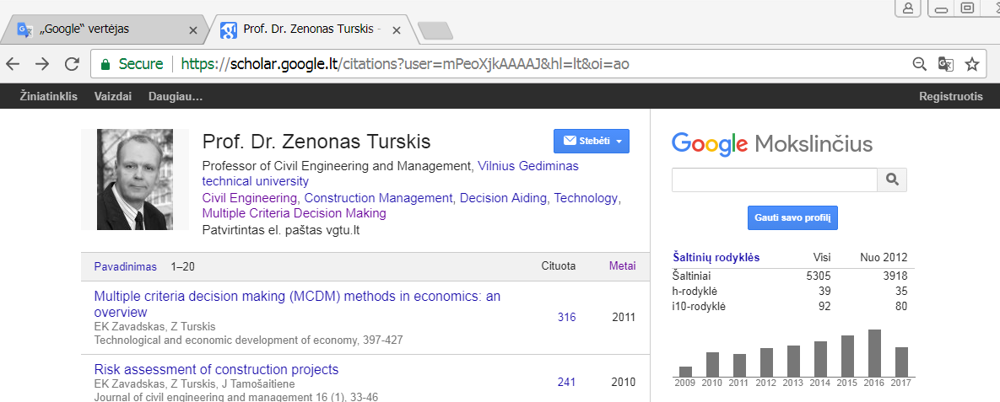 „Google“ vertėjas
Prof. Dr. Zenonas Turskis -
Secure https://scholar.google.lt/citations?user=mPeoXjkAAAAJ&hl=lt&oi=ao
Žiniatinklis Vaizdai Daugiau… Registruotis
Prof. Dr. Zenonas Turskis
Stebėti
Professor of Civil Engineering and Management, Vilnius Gediminas
technical university
Civil Engineering, Construction Management, Decision Aiding, Technology,
Multiple Criteria Decision Making
Patvirtintas el. paštas vgtu.lt
Pavadinimas 1–20 Cituota Metai
Multiple criteria decision making (MCDM) methods in economics: an
overview
316 2011
EK Zavadskas, Z Turskis
Technological and economic development of economy, 397-427
Risk assessment of construction projects
241 2010
EK Zavadskas, Z Turskis, J Tamošaitiene
Journal of civil engineering and management 16 (1), 33-46
Google Mokslinčius
Gauti savo profilį
Šaltinių rodyklės Visi Nuo 2012
Šaltiniai 5305 3918
h-rodyklė 39 35
i10-rodyklė 92 80
2009 2010 2011 2012 2013 2014 2015 2016 2017